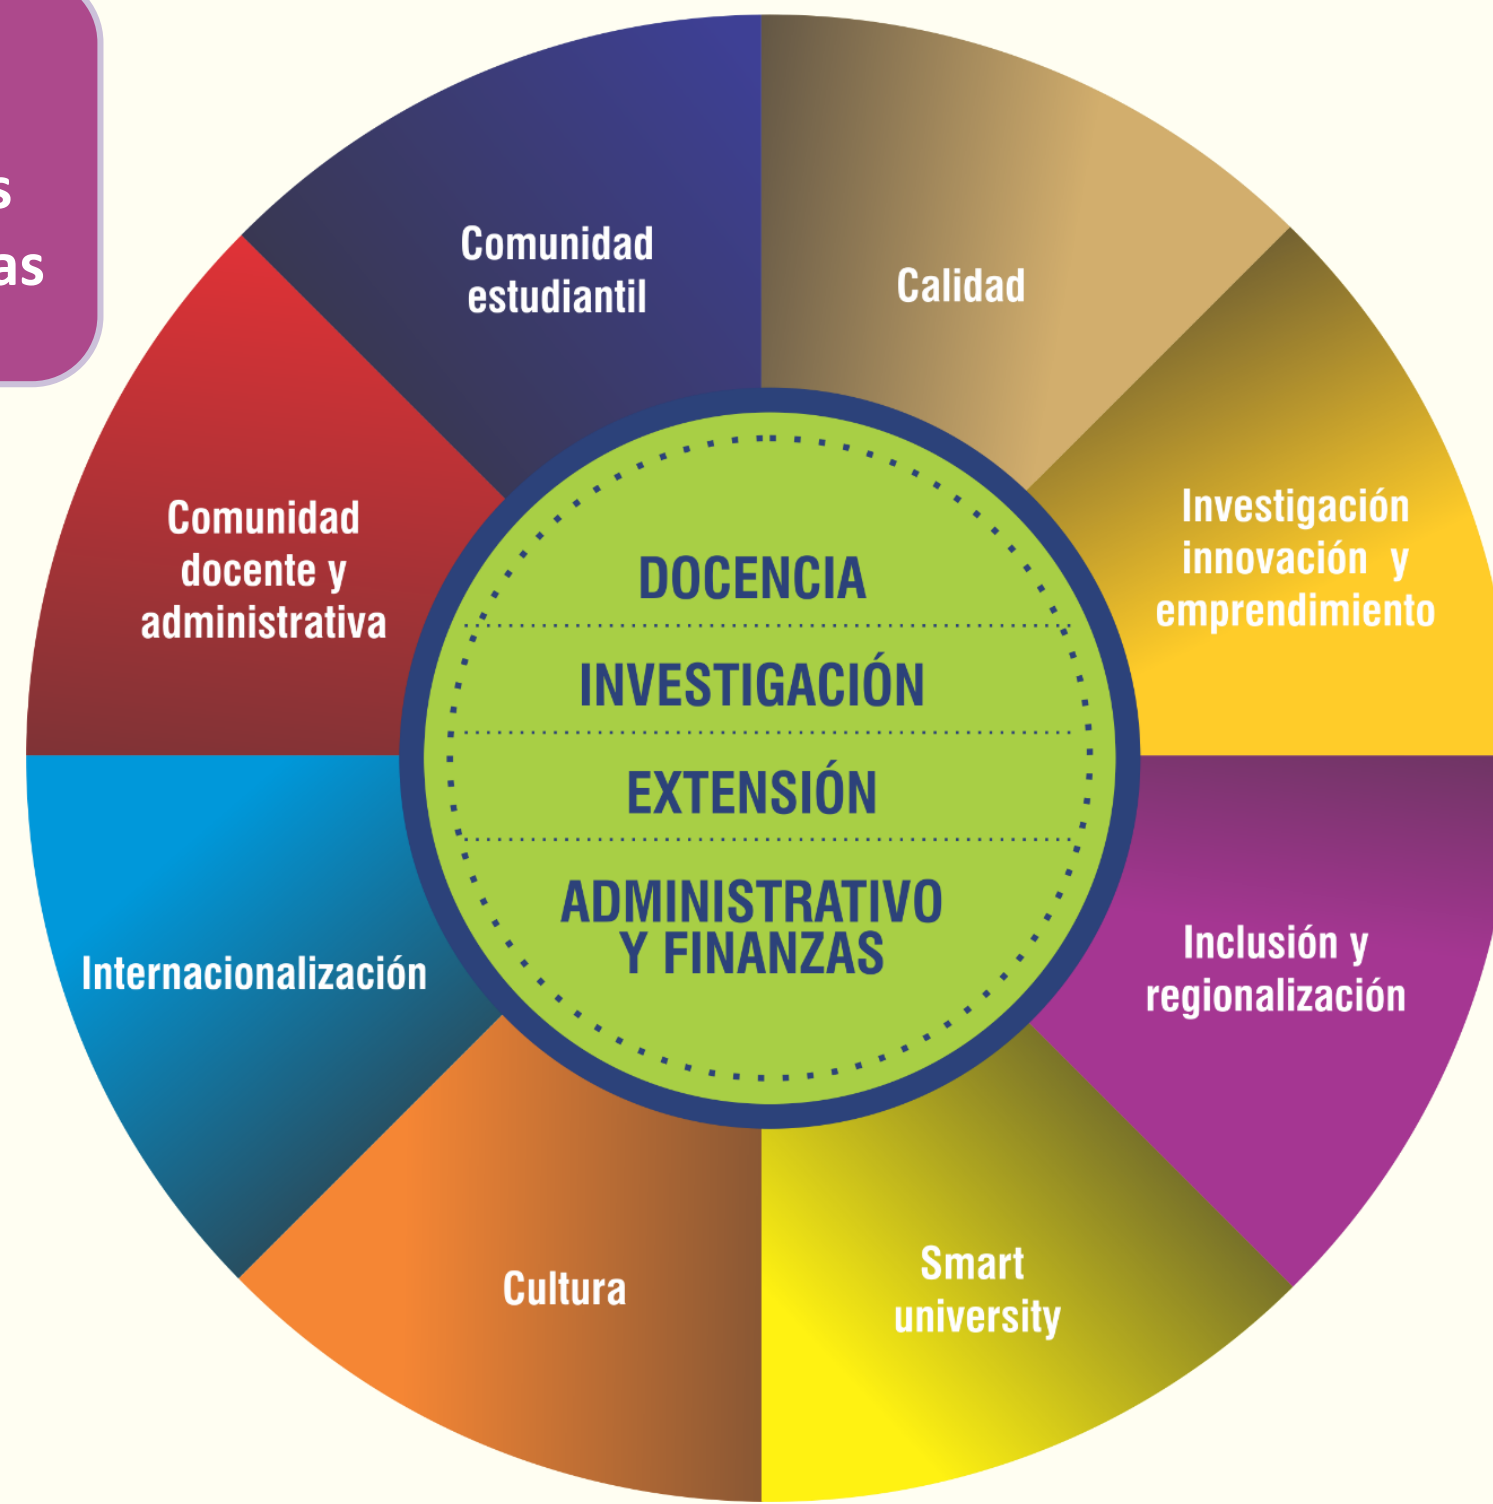 Comunidad
estudiantil
Calidad
Investigación
innovación y
emprendimiento
Inclusión y
regionalización
Smart
university
Cultura
Internacionalización
Comunidad
docente y
administrativa
DOCENCIA
INVESTIGACIÓN
EXTENSIÓN
ADMINISTRATIVO
Y FINANZAS